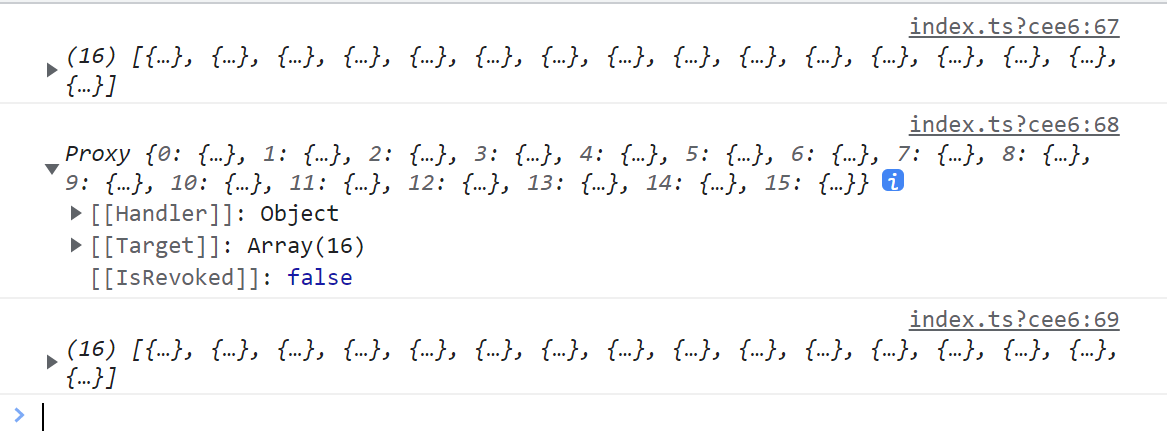 index.ts?cee6:67
(16) [{…}, {…}, {…}, {…}, {…}, {…}, {…}, {…}, {…}, {…}, {…}, {…}, {…}, {…}, {…},
{…}]
index.ts?cee6:68
Proxy {0: {…}, 1: {…}, 2: {…}, 3: {…}, 4: {…}, 5: {…}, 6: {…}, 7: {…}, 8: {…},
9: {…}, 10: {…}, 11: {…}, 12: {…}, 13: {…}, 14: {…}, 15: {…}} i
[[Handler]]: Object
[[Target]]: Array(16)
[[IsRevoked]]: false
index.ts?cee6:69
(16) [{…}, {…}, {…}, {…}, {…}, {…}, {…}, {…}, {…}, {…}, {…}, {…}, {…}, {…}, {…},
{…}]